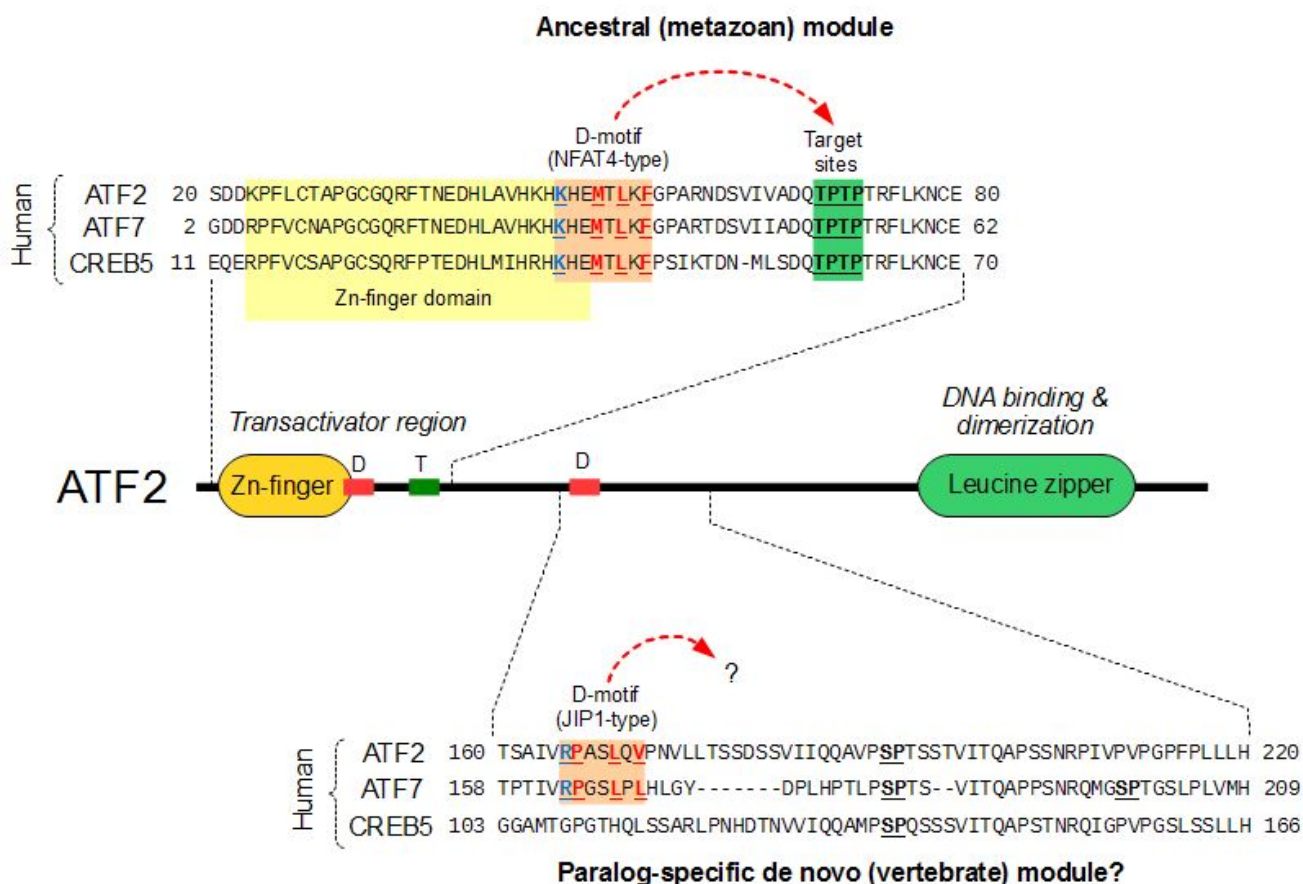 Ancestral (metazoan) module
D-motif
(NFAT4-type)
Target
sites
Human
ATF2 20 SDDKPFLCTAPGCGQRFTNEDHLAVHKHKHEMTLKFGPARNDSVIVADQTPTPTRFLKNCE 80
ATF7 2 GDDRPFVCNAPGCGQRFTNEDHLAVHKHKHEMTLKFGPARTDSVIIADQTPTPTRFLKNCE 62
CREB5 11 EQERPFVCSAPGCSQRFPTEDHLMIHRHKHEMTLKFPSIKTDN-MLSDQTPTPTRFLKNCE 70
Zn-finger domain
Transactivator region
DNA binding &
dimerization
ATF2
Zn-finger
D
T
D
Leucine zipper
?
D-motif
(JIP1-type)
Human
ATF2 160 TSAIVRPASLQVPNVLLTSSDSSVIIQQAVPSPTSSTVITQAPSSNRPIVPVPGPFPLLLH 220
ATF7 158 TPTIVRPGSLPLHLGY-------DPLHPTLPSPTS--VITQAPPSNRQMGSPTGSLPLVMH 209
CREB5 103 GGAMTGPGTHQLSSARLPNHDTNVVIQQAMPSPQSSSVITQAPSTNRQIGPVPGSLSSLLH 166
Paralog-specific de novo (vertebrate) module?